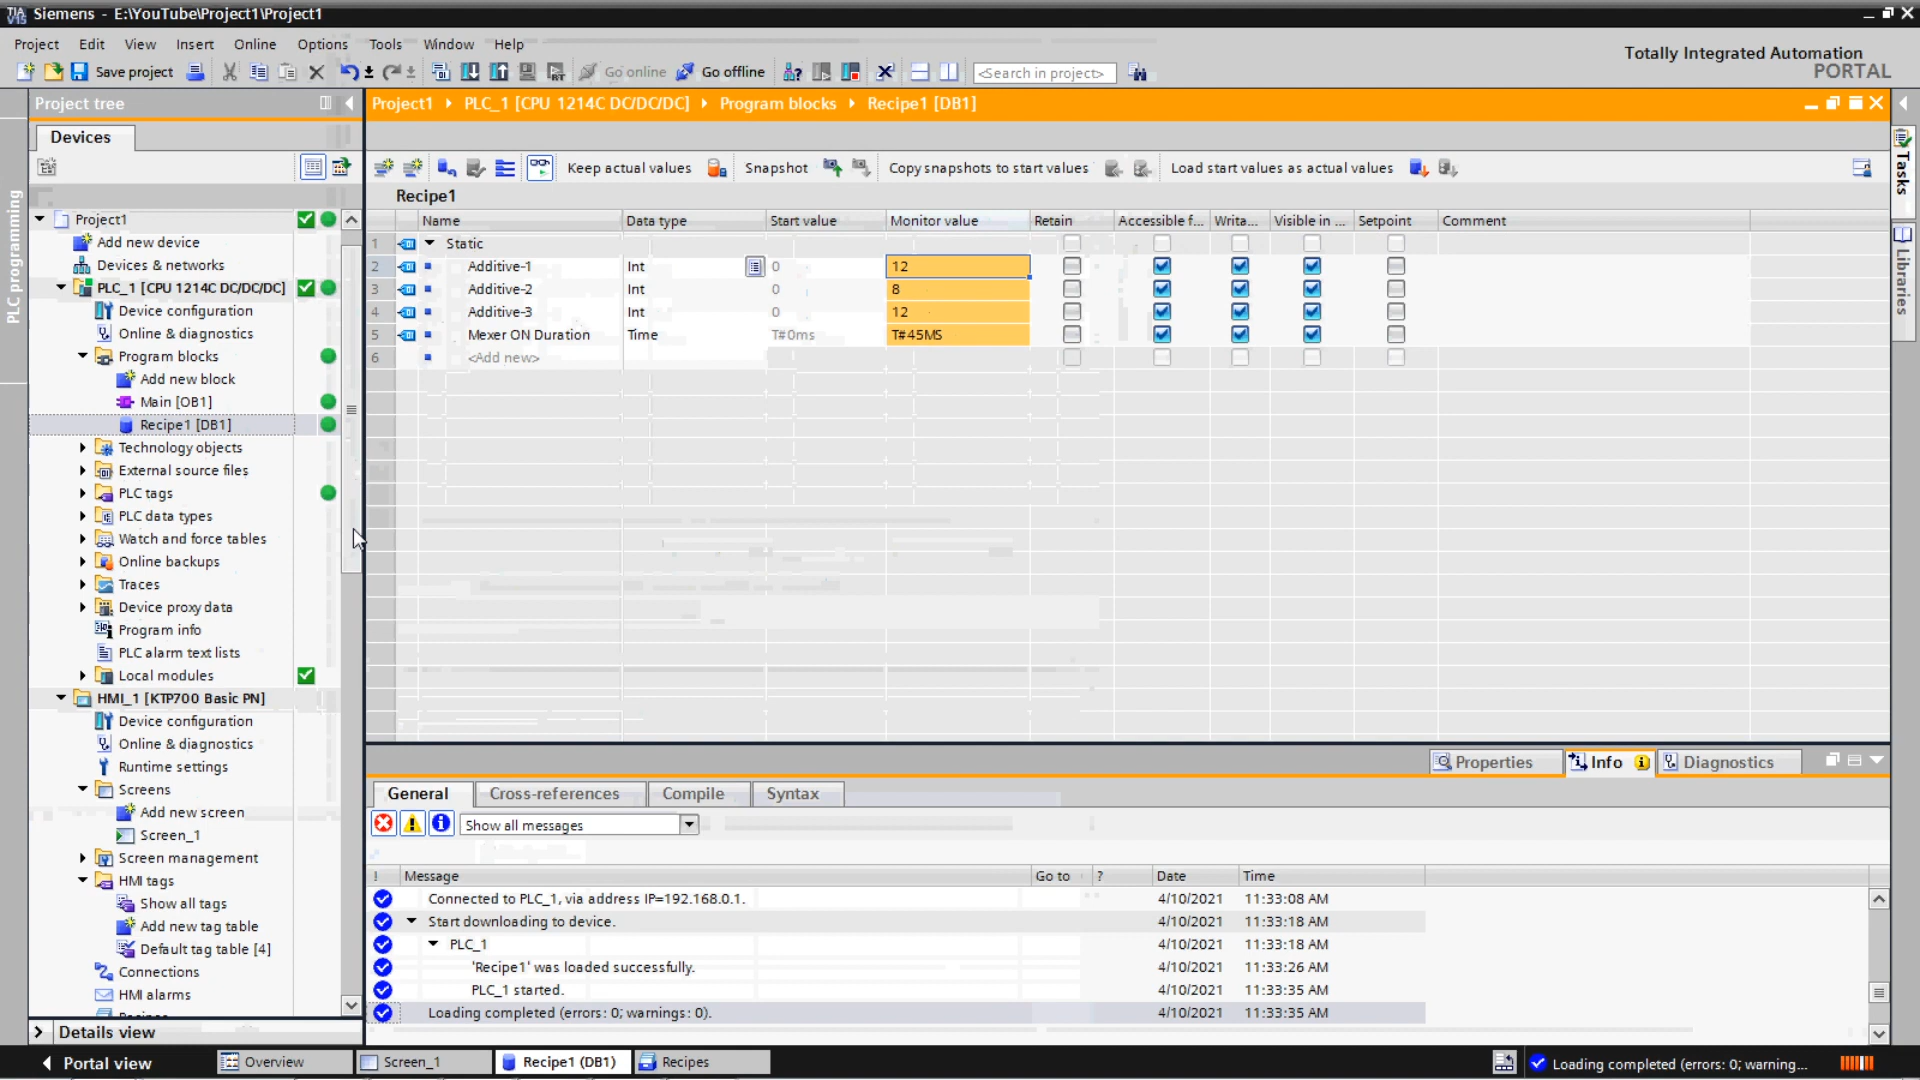 Siemens - E:\YouTube\Project1\Project1
Project Edit View Insert Online Options Tools Window Help
Totally Integrated Automation
PORTAL
Save project Go online Go offline <Search in project>
Project tree
Project1 PLC_1 [CPU 1214C DC/DC/DC] Program blocks Recipe1 [DB1]
Devices
Keep actual values Snapshot Copy snapshots to start values Load start values as actual values
Recipe1
Name Data type Start value Monitor value Retain Accessible f... Writa... Visible in ... Setpoint Comment
1 Static
2 Additive-1 Int 0 12
3 Additive-2 Int 0 8
4 Additive-3 Int 0 12
5 Mexer ON Duration Time T#0ms T#45MS
6 <Add new>
PLC programming
Project1
Add new device
Devices & networks
PLC_1 [CPU 1214C DC/DC/DC]
Device configuration
Online & diagnostics
Program blocks
Add new block
Main [OB1]
Recipe1 [DB1]
Technology objects
External source files
PLC tags
PLC data types
Watch and force tables
Online backups
Traces
Device proxy data
Program info
PLC alarm text lists
Local modules
HMI_1 [KTP700 Basic PN]
Device configuration
Online & diagnostics
Runtime settings
Screens
Add new screen
Screen_1
Screen management
HMI tags
Show all tags
Add new tag table
Default tag table [4]
Connections
HMI alarms
Details view
Tasks
Libraries
Properties Info Diagnostics
General Cross-references Compile Syntax
Show all messages
! Message Go to ? Date Time
Connected to PLC_1, via address IP=192.168.0.1. 4/10/2021 11:33:08 AM
Start downloading to device. 4/10/2021 11:33:18 AM
PLC_1 4/10/2021 11:33:18 AM
'Recipe1' was loaded successfully. 4/10/2021 11:33:26 AM
PLC_1 started. 4/10/2021 11:33:35 AM
Loading completed (errors: 0; warnings: 0). 4/10/2021 11:33:35 AM
Portal view Overview Screen_1 Recipe1 (DB1) Recipes Loading completed (errors: 0; warning...